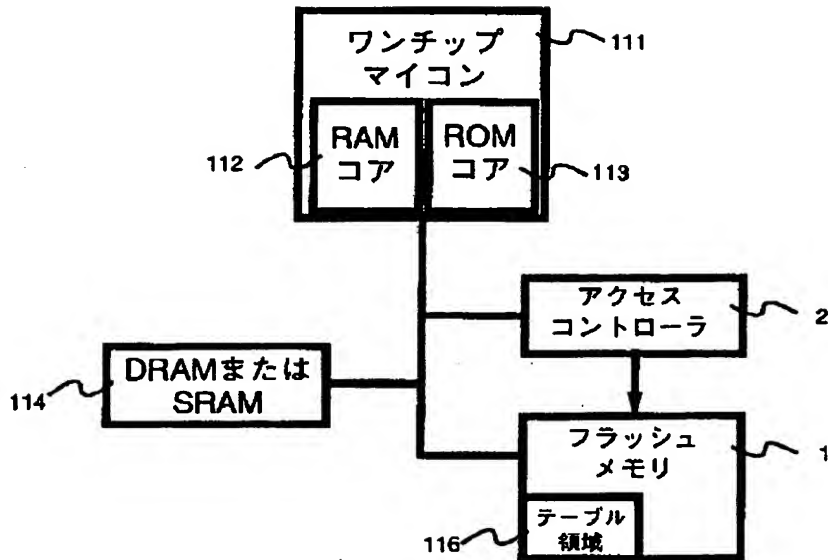 ワンチップ
マイコン
111
RAM
コア
ROM
コア
112
113
アクセス
コントローラ
2
DRAMまたは
SRAM
114
フラッシュ
メモリ
1
テーブル
領域
116